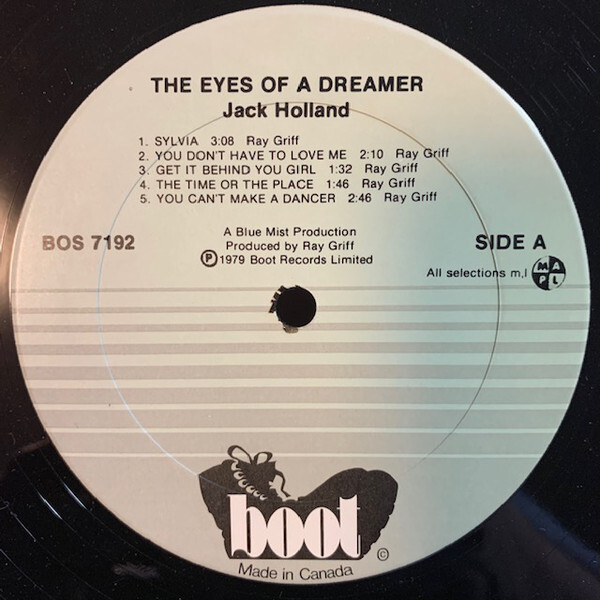 THE EYES OF A DREAMER
Jack Holland
1. SYLVIA 3:08 Ray Griff
2. YOU DON'T HAVE TO LOVE ME 2:10 Ray Griff
3. GET IT BEHIND YOU GIRL 1:32 Ray Griff
4. THE TIME OR THE PLACE 1:46 Ray Griff
5. YOU CAN'T MAKE A DANCER 2:46 Ray Griff
A Blue Mist Production
BOS 7192 Produced by Ray Griff SIDE A
Ⓟ1979 Boot Records Limited
All selections m,l MAPL
boot ©
Made in Canada